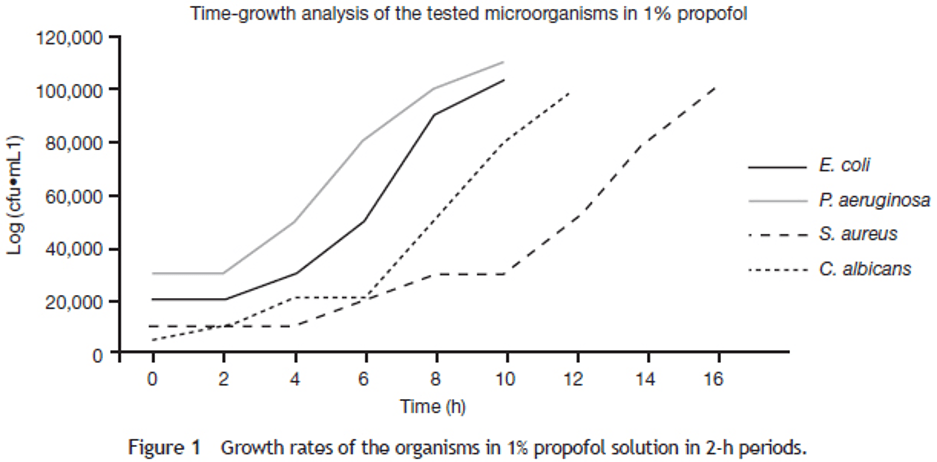 Time-growth analysis of the tested microorganisms in 1% propofol
120,000
100,000
80,000
60,000
40,000
20,000
0
Log (cfu•mL1)
0 2 4 6 8 10 12 14 16
Time (h)
E. coli
P. aeruginosa
S. aureus
C. albicans
Figure 1 Growth rates of the organisms in 1% propofol solution in 2-h periods.